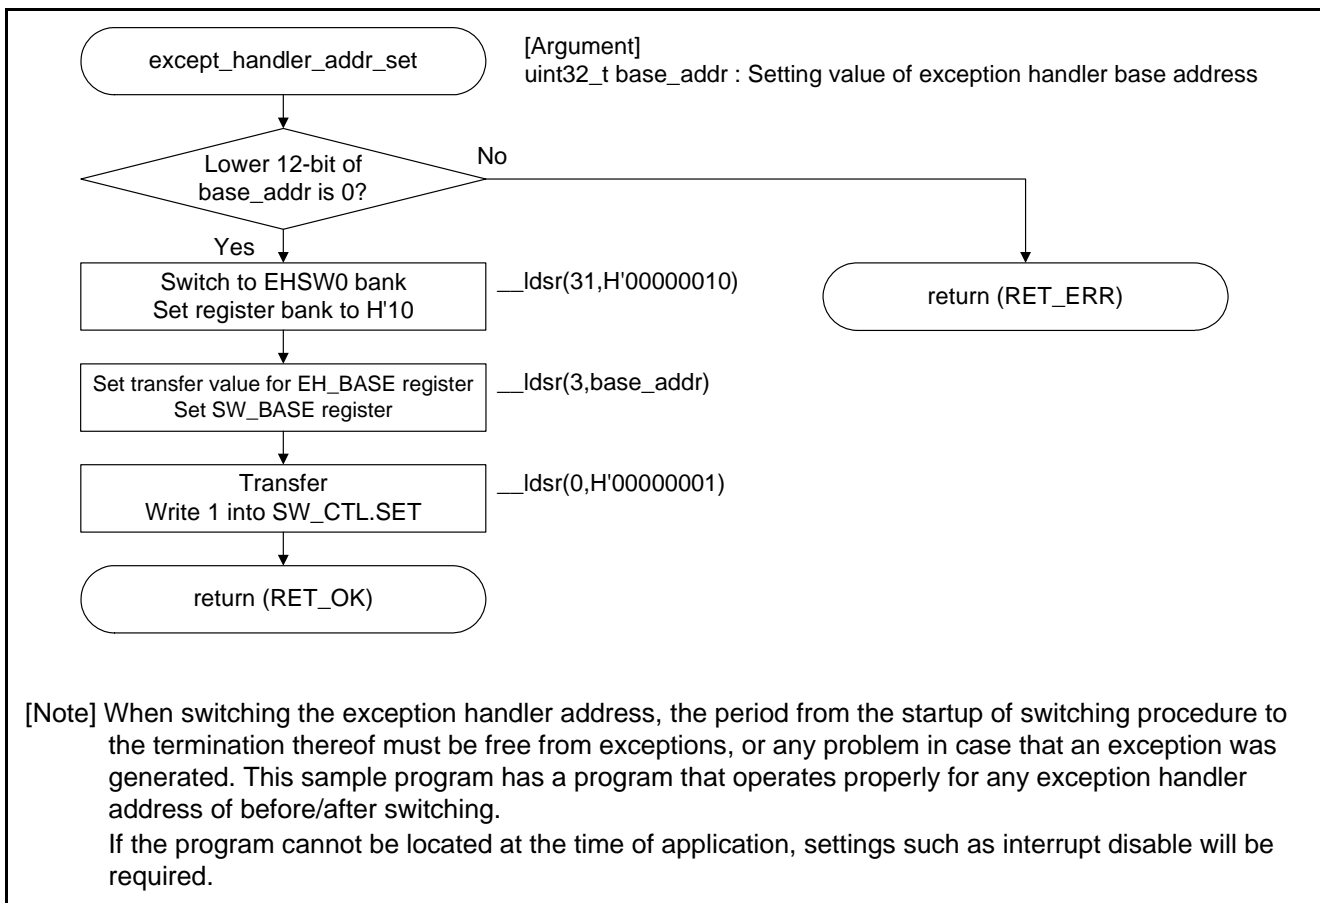 except_handler_addr_set
[Argument]
uint32_t base_addr : Setting value of exception handler base address
Lower 12-bit of
base_addr is 0?
No
Yes
Switch to EHSW0 bank
Set register bank to H'10
__ldsr(31,H'00000010)
return (RET_ERR)
Set transfer value for EH_BASE register
Set SW_BASE register
__ldsr(3,base_addr)
Transfer
Write 1 into SW_CTL.SET
__ldsr(0,H'00000001)
return (RET_OK)
[Note] When switching the exception handler address, the period from the startup of switching procedure to
the termination thereof must be free from exceptions, or any problem in case that an exception was
generated. This sample program has a program that operates properly for any exception handler
address of before/after switching.
If the program cannot be located at the time of application, settings such as interrupt disable will be
required.